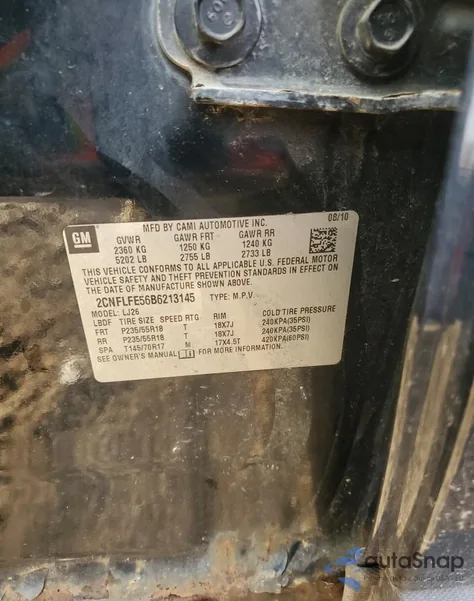 MFD BY CAMI AUTOMOTIVE INC. 08/10
GM
GVWR GAWR FRT GAWR RR
2360 KG 1250 KG 1240 KG
5202 LB 2755 LB 2733 LB
THIS VEHICLE CONFORMS TO ALL APPLICABLE U.S. FEDERAL MOTOR
VEHICLE SAFETY AND THEFT PREVENTION STANDARDS IN EFFECT ON
THE DATE OF MANUFACTURE SHOWN ABOVE.
2CNFLFE56B6213145 TYPE: M.P.V.
MODEL: LJ26
LBDF TIRE SIZE SPEED RTG RIM COLD TIRE PRESSURE
FRT P235/55R18 T 18X7J 240KPA(35PSI)
RR P235/55R18 T 18X7J 240KPA(35PSI)
SPA T145/70R17 M 17X4.5T 420KPA(60PSI)
SEE OWNER'S MANUAL FOR MORE INFORMATION.
autaSnap